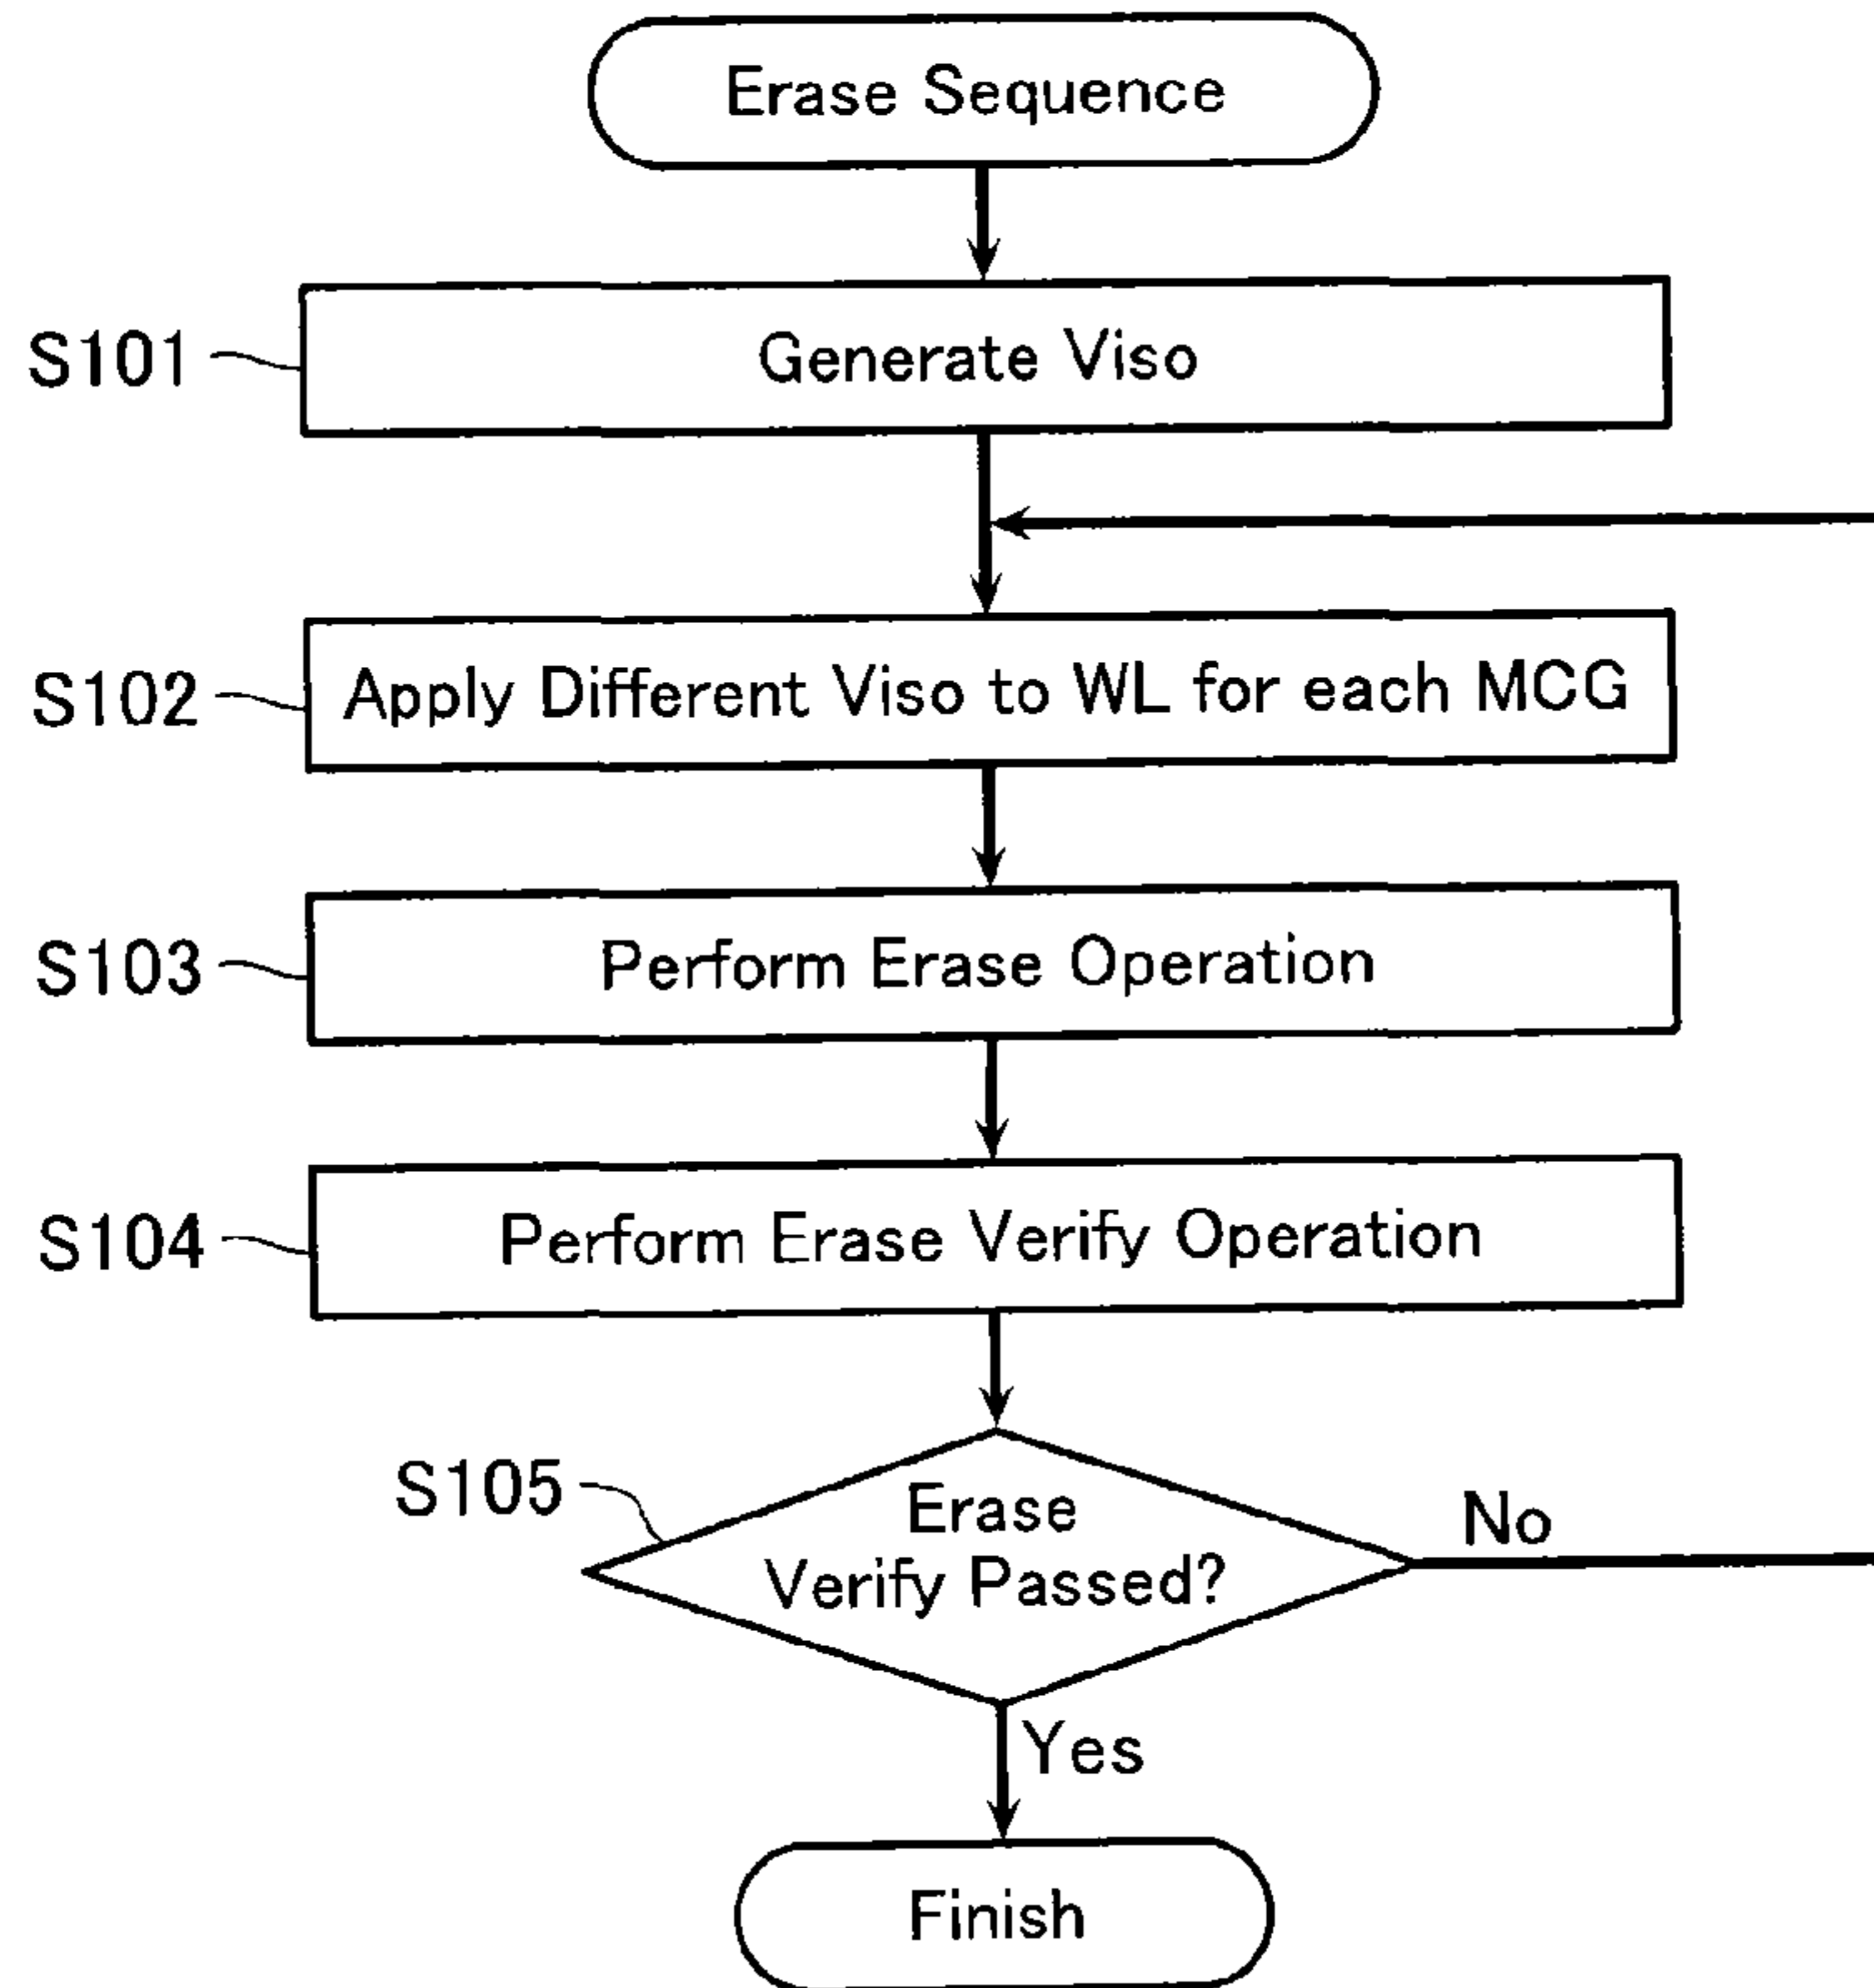 Erase Sequence
S101
Generate Viso
S102
Apply Different Viso to WL for each MCG
S103
Perform Erase Operation
S104
Perform Erase Verify Operation
S105
Erase
Verify Passed?
No
Yes
Finish